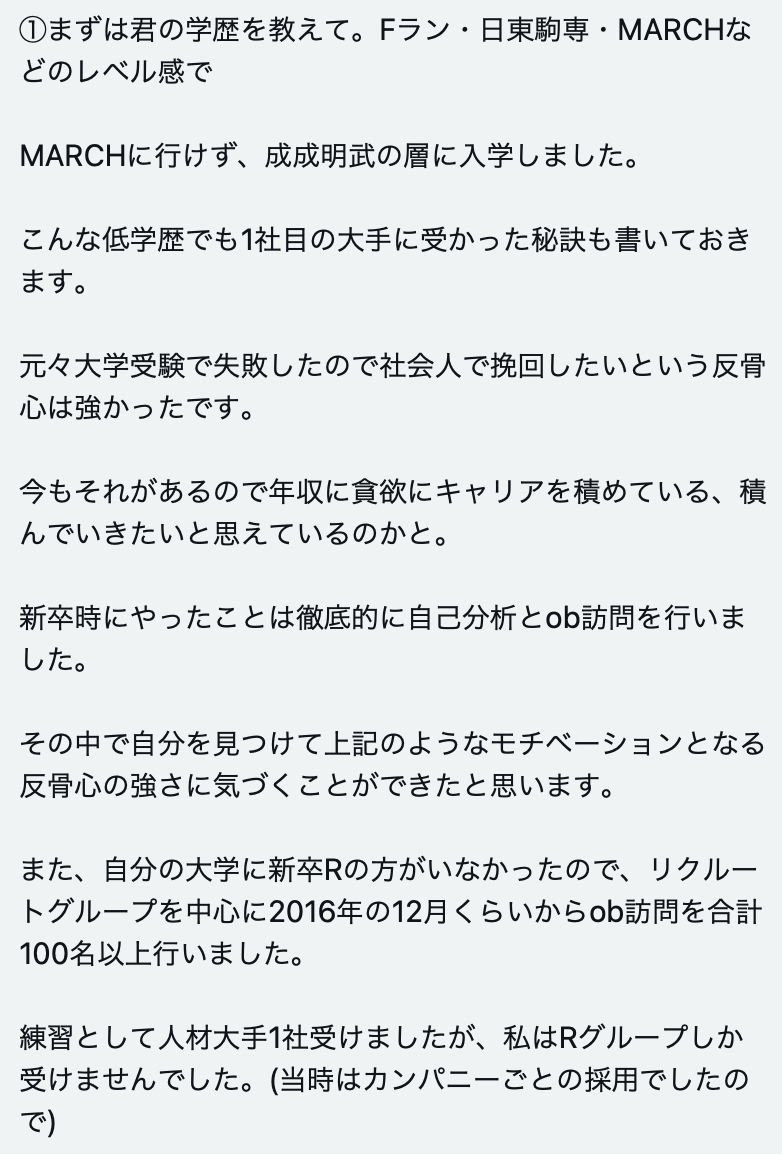 ①まずは君の学歴を教えて。Fラン・日東駒専・MARCHな
どのレベル感で
MARCHに行けず、成成明武の層に入学しました。
こんな低学歴でも1社目の大手に受かった秘訣も書いておき
ます。
元々大学受験で失敗したので社会人で挽回したいという反骨
心は強かったです。
今もそれがあるので年収に貪欲にキャリアを積めている、積
んでいきたいと思えているのかと。
新卒時にやったことは徹底的に自己分析とob訪問を行いま
した。
その中で自分を見つけて上記のようなモチベーションとなる
反骨心の強さに気づくことができたと思います。
また、自分の大学に新卒Rの方がいなかったので、リクルー
トグループを中心に2016年の12月くらいからob訪問を合計
100名以上行いました。
練習として人材大手1社受けましたが、私はRグループしか
受けませんでした。(当時はカンパニーごとの採用でしたの
で)